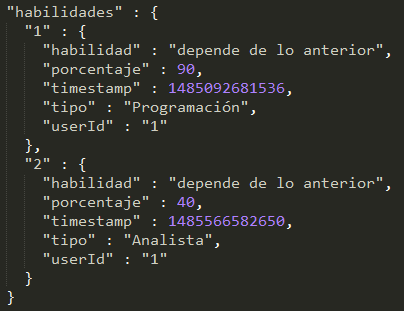 "habilidades" : {
"1" : {
"habilidad" : "depende de lo anterior",
"porcentaje" : 90,
"timestamp" : 1485092681536,
"tipo" : "Programación",
"userId" : "1"
},
"2" : {
"habilidad" : "depende de lo anterior",
"porcentaje" : 40,
"timestamp" : 1485566582650,
"tipo" : "Analista",
"userId" : "1"
}
}